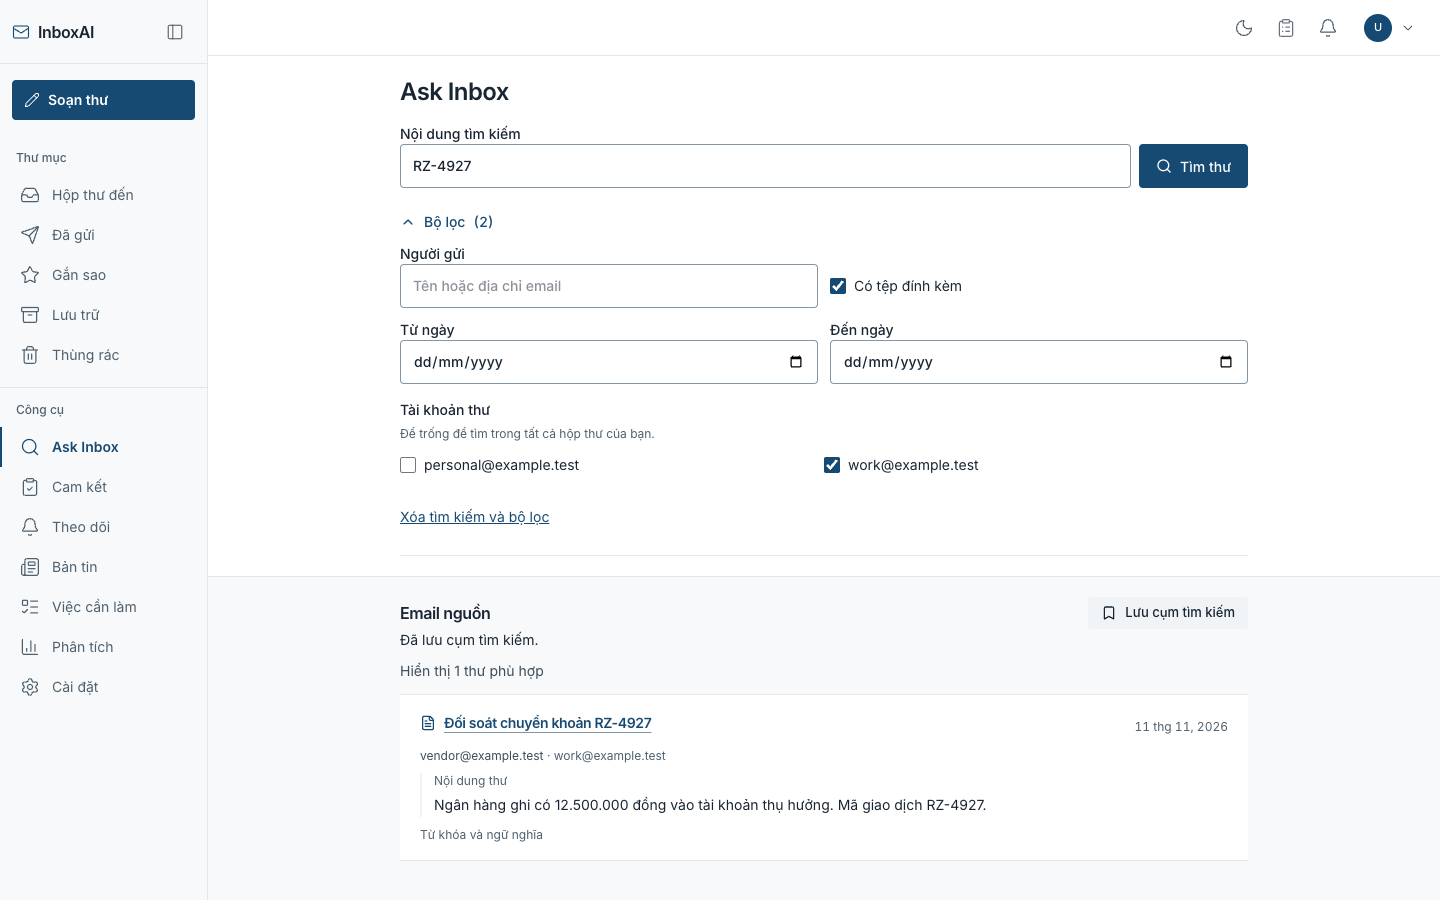 InboxAI
U
Soạn thư
Thư mục
Hộp thư đến
Đã gửi
Gắn sao
Lưu trữ
Thùng rác
Công cụ
Ask Inbox
Cam kết
Theo dõi
Bản tin
Việc cần làm
Phân tích
Cài đặt
Ask Inbox
Nội dung tìm kiếm
RZ-4927
Tìm thư
Bộ lọc (2)
Người gửi
Tên hoặc địa chỉ email
Có tệp đính kèm
Từ ngày
Đến ngày
dd/mm/yyyy
dd/mm/yyyy
Tài khoản thư
Để trống để tìm trong tất cả hộp thư của bạn.
personal@example.test
work@example.test
Xóa tìm kiếm và bộ lọc
Email nguồn
Lưu cụm tìm kiếm
Đã lưu cụm tìm kiếm.
Hiển thị 1 thư phù hợp
Đối soát chuyển khoản RZ-4927
11 thg 11, 2026
vendor@example.test · work@example.test
Nội dung thư
Ngân hàng ghi có 12.500.000 đồng vào tài khoản thụ hưởng. Mã giao dịch RZ-4927.
Từ khóa và ngữ nghĩa